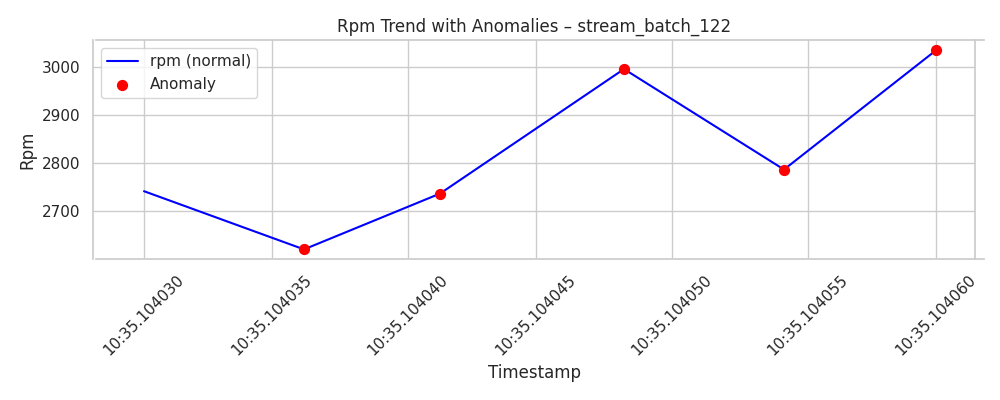 Rpm Trend with Anomalies – stream_batch_122
rpm (normal)
Anomaly
3000
2900
2800
2700
Rpm
10:35.104030
10:35.104035
10:35.104040
10:35.104045
10:35.104050
10:35.104055
10:35.104060
Timestamp